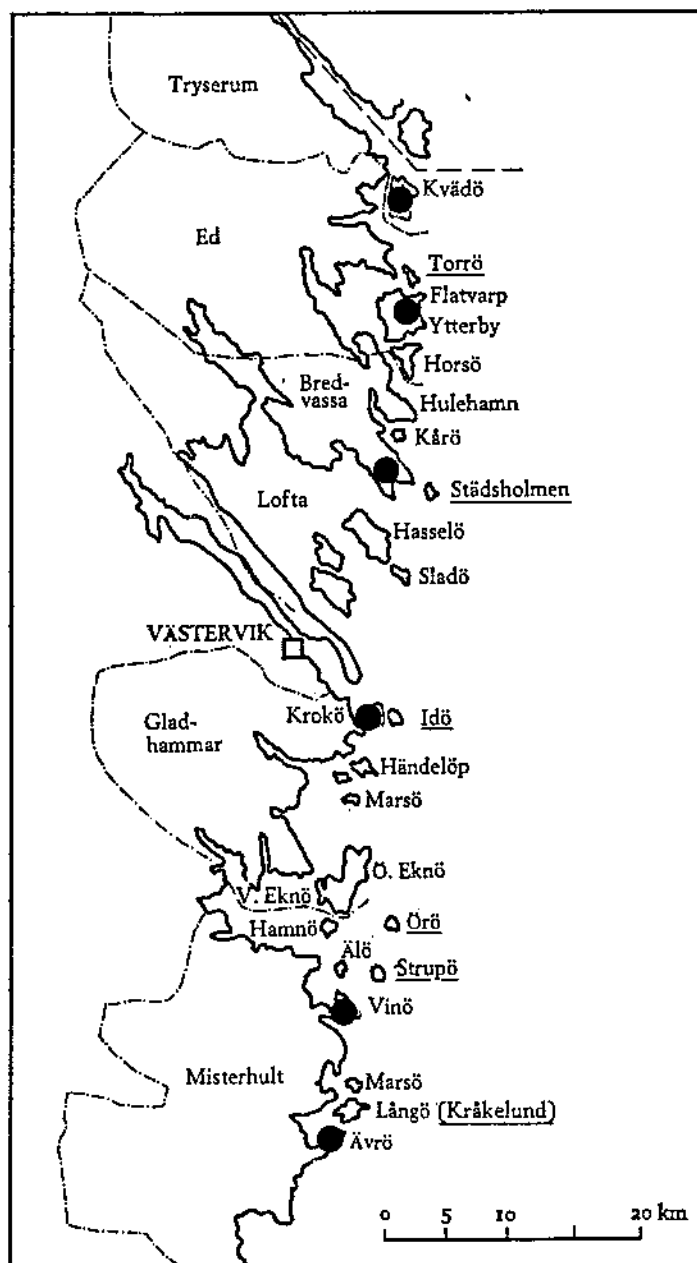 Tryserum
Kvädö
Ed
Torrö
Flatvarp
Ytterby
Horsö
Bred-
vassa
Hulehamn
Kårö
Lofta
Städsholmen
Hasselö
Sladö
VÄSTERVIK
Krokö
Idö
Glad-
hammar
Händelöp
Marsö
Ö. Eknö
V. Eknö
Hamnö
Örö
Älö
Strupö
Vinö
Misterhult
Marsö
Långö (Kråkelund)
Ävrö
0 5 10 20 km